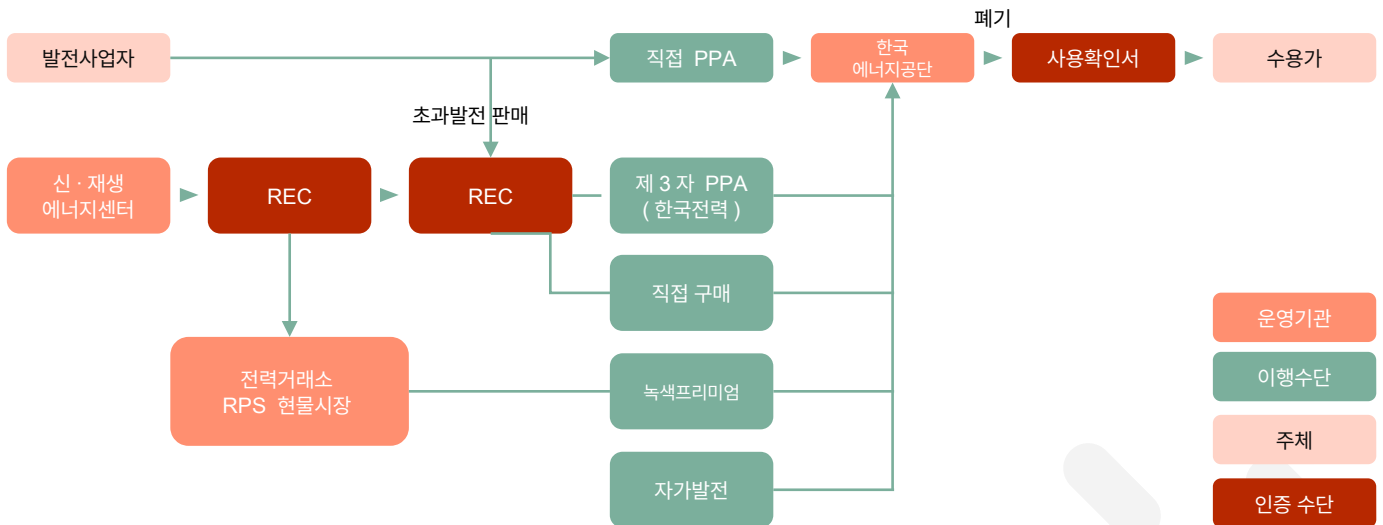 폐기
발전사업자
직접 PPA
한국
에너지공단
사용확인서
수용가
초과발전 판매
신 · 재생
에너지센터
REC
REC
제 3 자 PPA
( 한국전력 )
직접 구매
운영기관
전력거래소
RPS 현물시장
녹색프리미엄
이행수단
주체
자가발전
인증 수단